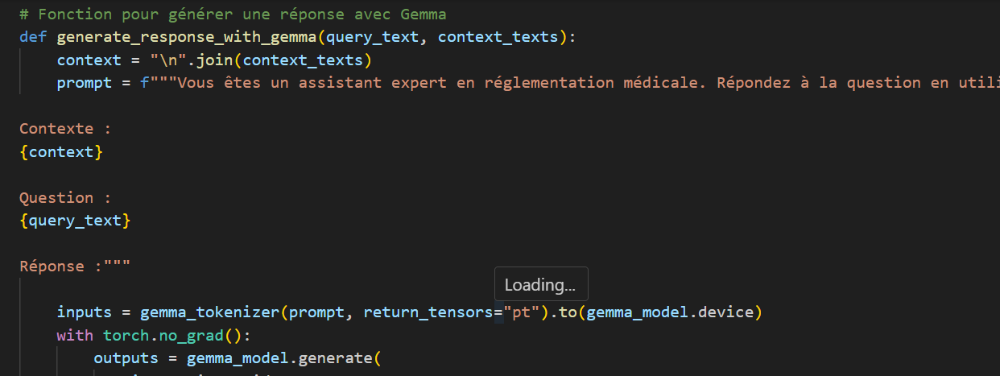 # Fonction pour générer une réponse avec Gemma
def generate_response_with_gemma(query_text, context_texts):
    context = "\n".join(context_texts)
    prompt = f"""Vous êtes un assistant expert en réglementation médicale. Répondez à la question en
Contexte :
{context}
Question :
{query_text}
Réponse :"""
Loading...
    inputs = gemma_tokenizer(prompt, return_tensors="pt").to(gemma_model.device)
    with torch.no_grad():
        outputs = gemma_model.generate(